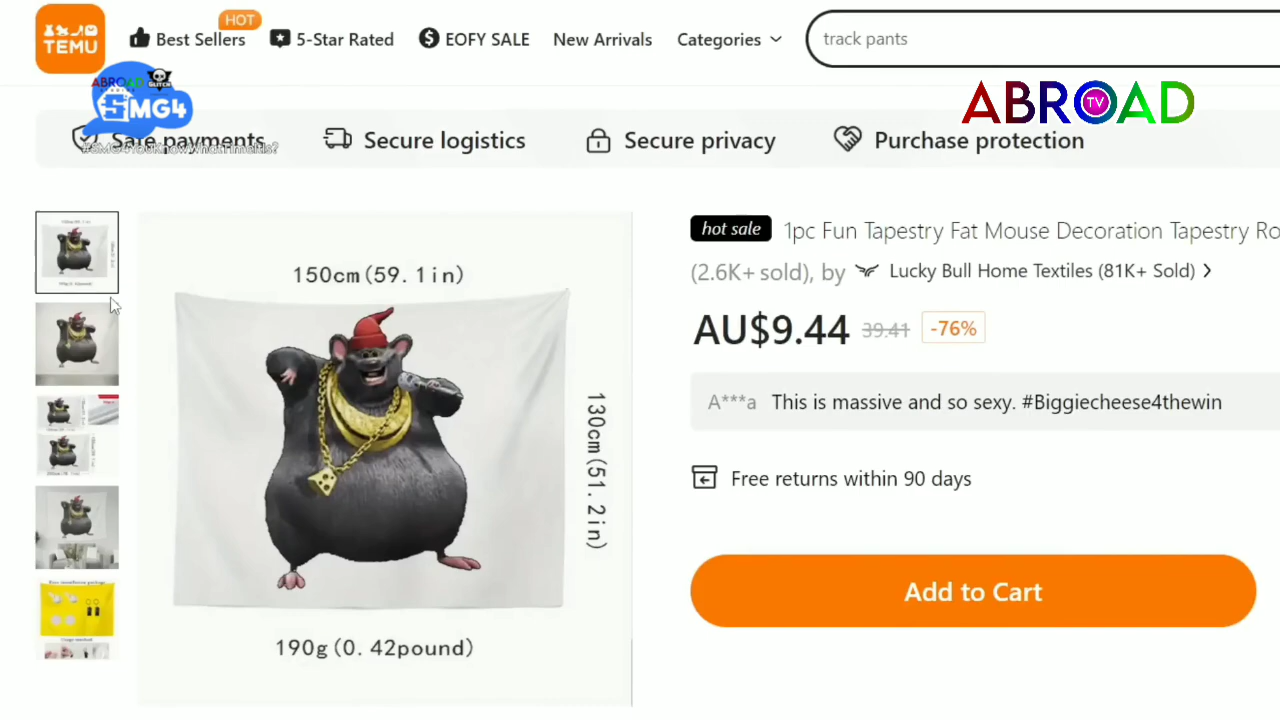 TEMU
Best Sellers
HOT
5-Star Rated
EOFY SALE
New Arrivals
Categories
track pants
ABROAD
GLITCH
SMG4
ABROAD
TV
Safe payments
Secure logistics
Secure privacy
Purchase protection
hot sale 1pc Fun Tapestry Fat Mouse Decoration Tapestry Ro
(2.6K+ sold), by Lucky Bull Home Textiles (81K+ Sold)
AU$9.44 39.41 -76%
A***a This is massive and so sexy. #Biggiecheese4thewin
Free returns within 90 days
Add to Cart
150cm(59.1in)
130cm(51.2in)
190g(0.42pound)